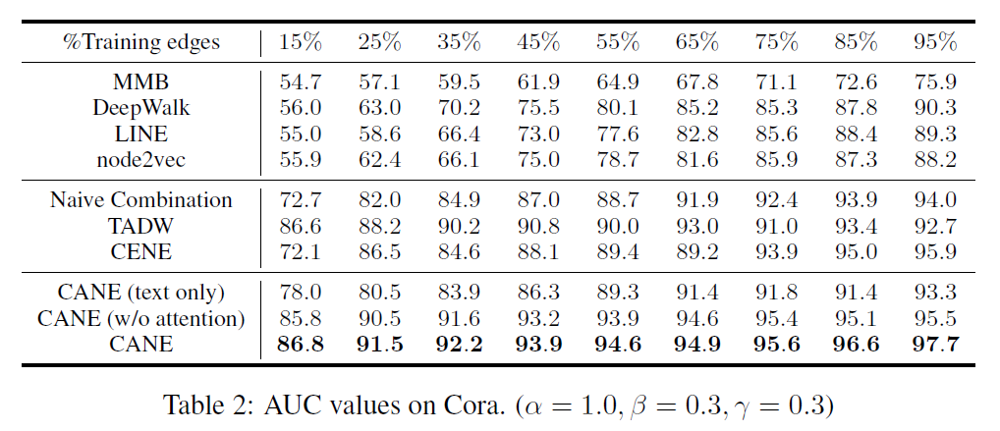 %Training edges 15% 25% 35% 45% 55% 65% 75% 85% 95%
MMB 54.7 57.1 59.5 61.9 64.9 67.8 71.1 72.6 75.9
DeepWalk 56.0 63.0 70.2 75.5 80.1 85.2 85.3 87.8 90.3
LINE 55.0 58.6 66.4 73.0 77.6 82.8 85.6 88.4 89.3
node2vec 55.9 62.4 66.1 75.0 78.7 81.6 85.9 87.3 88.2
Naive Combination 72.7 82.0 84.9 87.0 88.7 91.9 92.4 93.9 94.0
TADW 86.6 88.2 90.2 90.8 90.0 93.0 91.0 93.4 92.7
CENE 72.1 86.5 84.6 88.1 89.4 89.2 93.9 95.0 95.9
CANE (text only) 78.0 80.5 83.9 86.3 89.3 91.4 91.8 91.4 93.3
CANE (w/o attention) 85.8 90.5 91.6 93.2 93.9 94.6 95.4 95.1 95.5
CANE 86.8 91.5 92.2 93.9 94.6 94.9 95.6 96.6 97.7
Table 2: AUC values on Cora. (α = 1.0, β = 0.3, γ = 0.3)